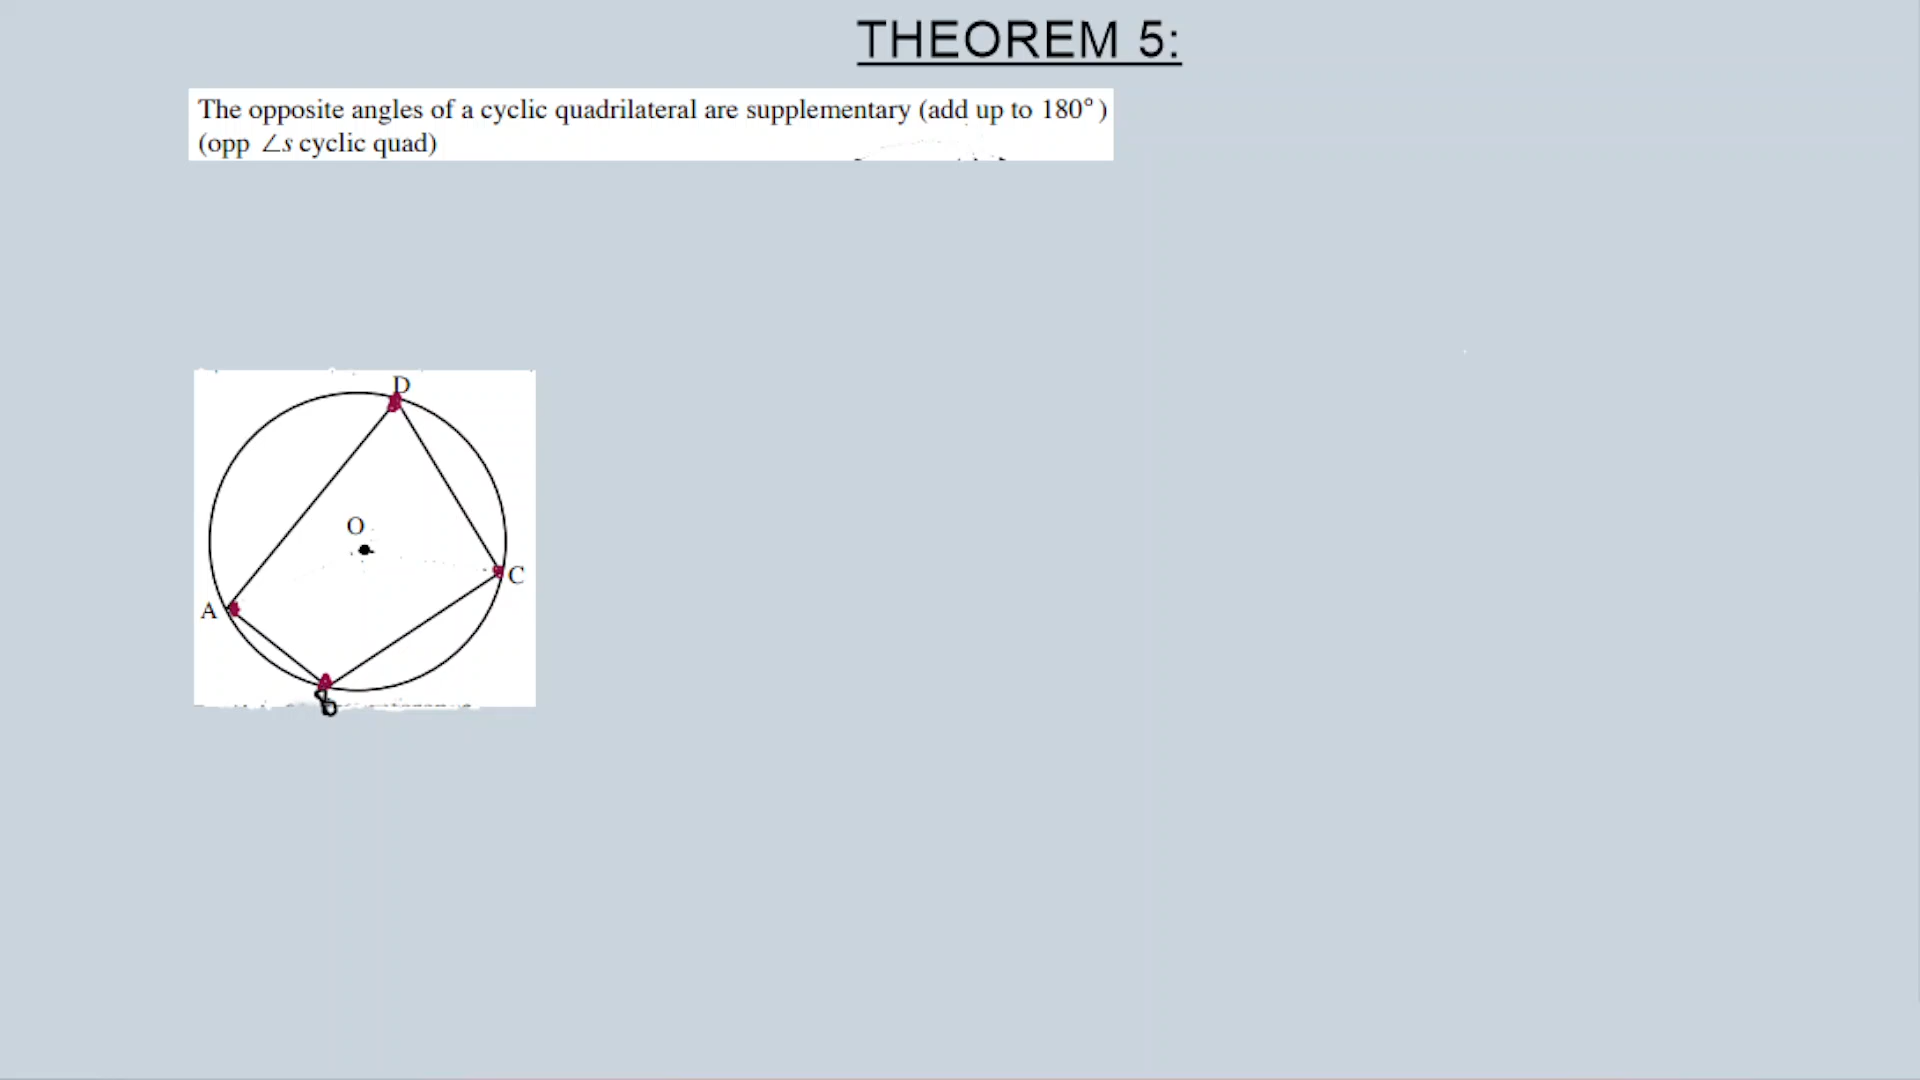 THEOREM 5:
The opposite angles of a cyclic quadrilateral are supplementary (add up to 180°)
(opp ∠s cyclic quad)
D
O
C
A
B